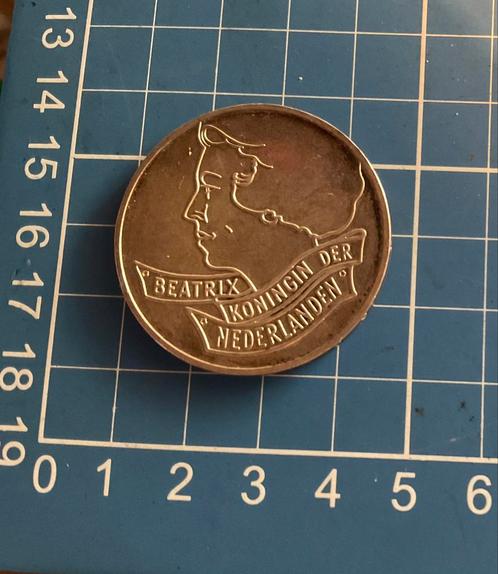 13
14
15
16
17
18
19
BEATRIX
KONINGIN DER
NEDERLANDEN
0 1 2 3 4 5 6